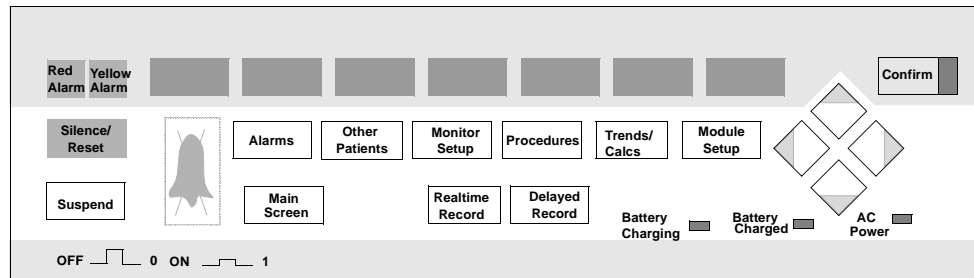 Red Alarm
Yellow Alarm
Confirm
Silence/
Reset
Alarms
Other
Patients
Monitor
Setup
Procedures
Trends/
Calcs
Module
Setup
Suspend
Main
Screen
Realtime
Record
Delayed
Record
Battery
Charging
Battery
Charged
AC
Power
OFF 0 ON 1